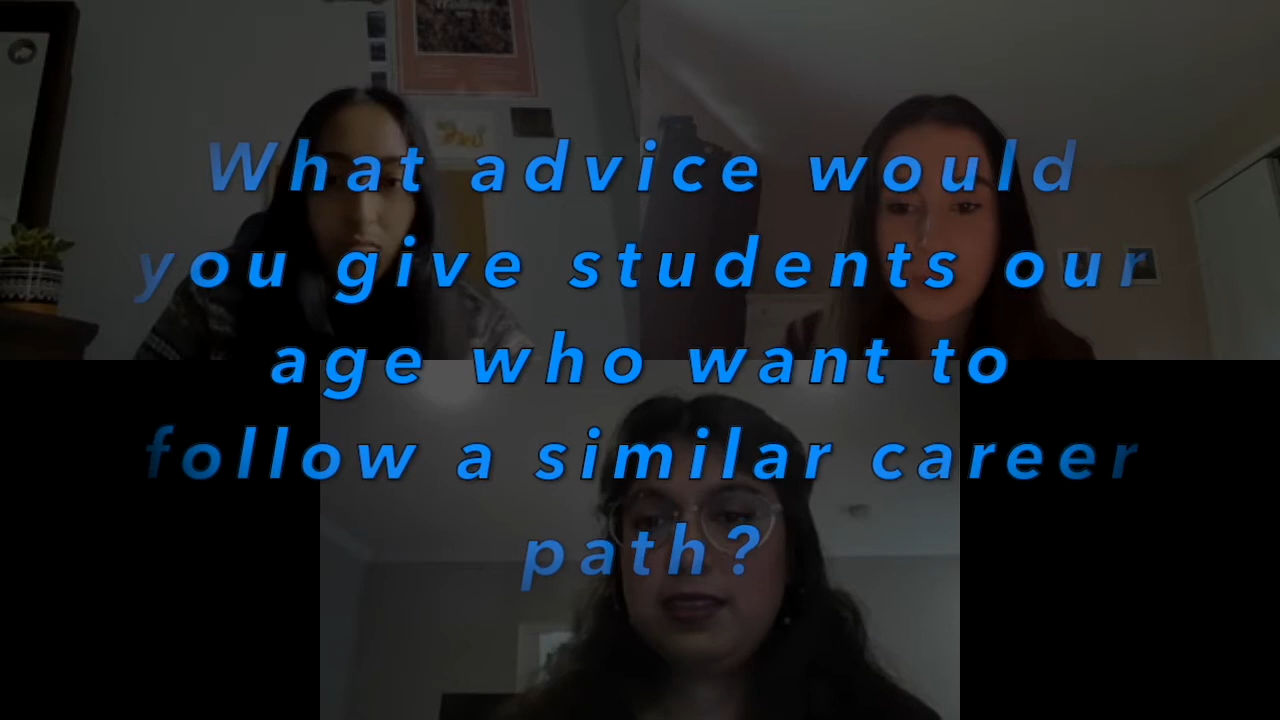 What advice would
you give students our
age who want to
follow a similar career
path?